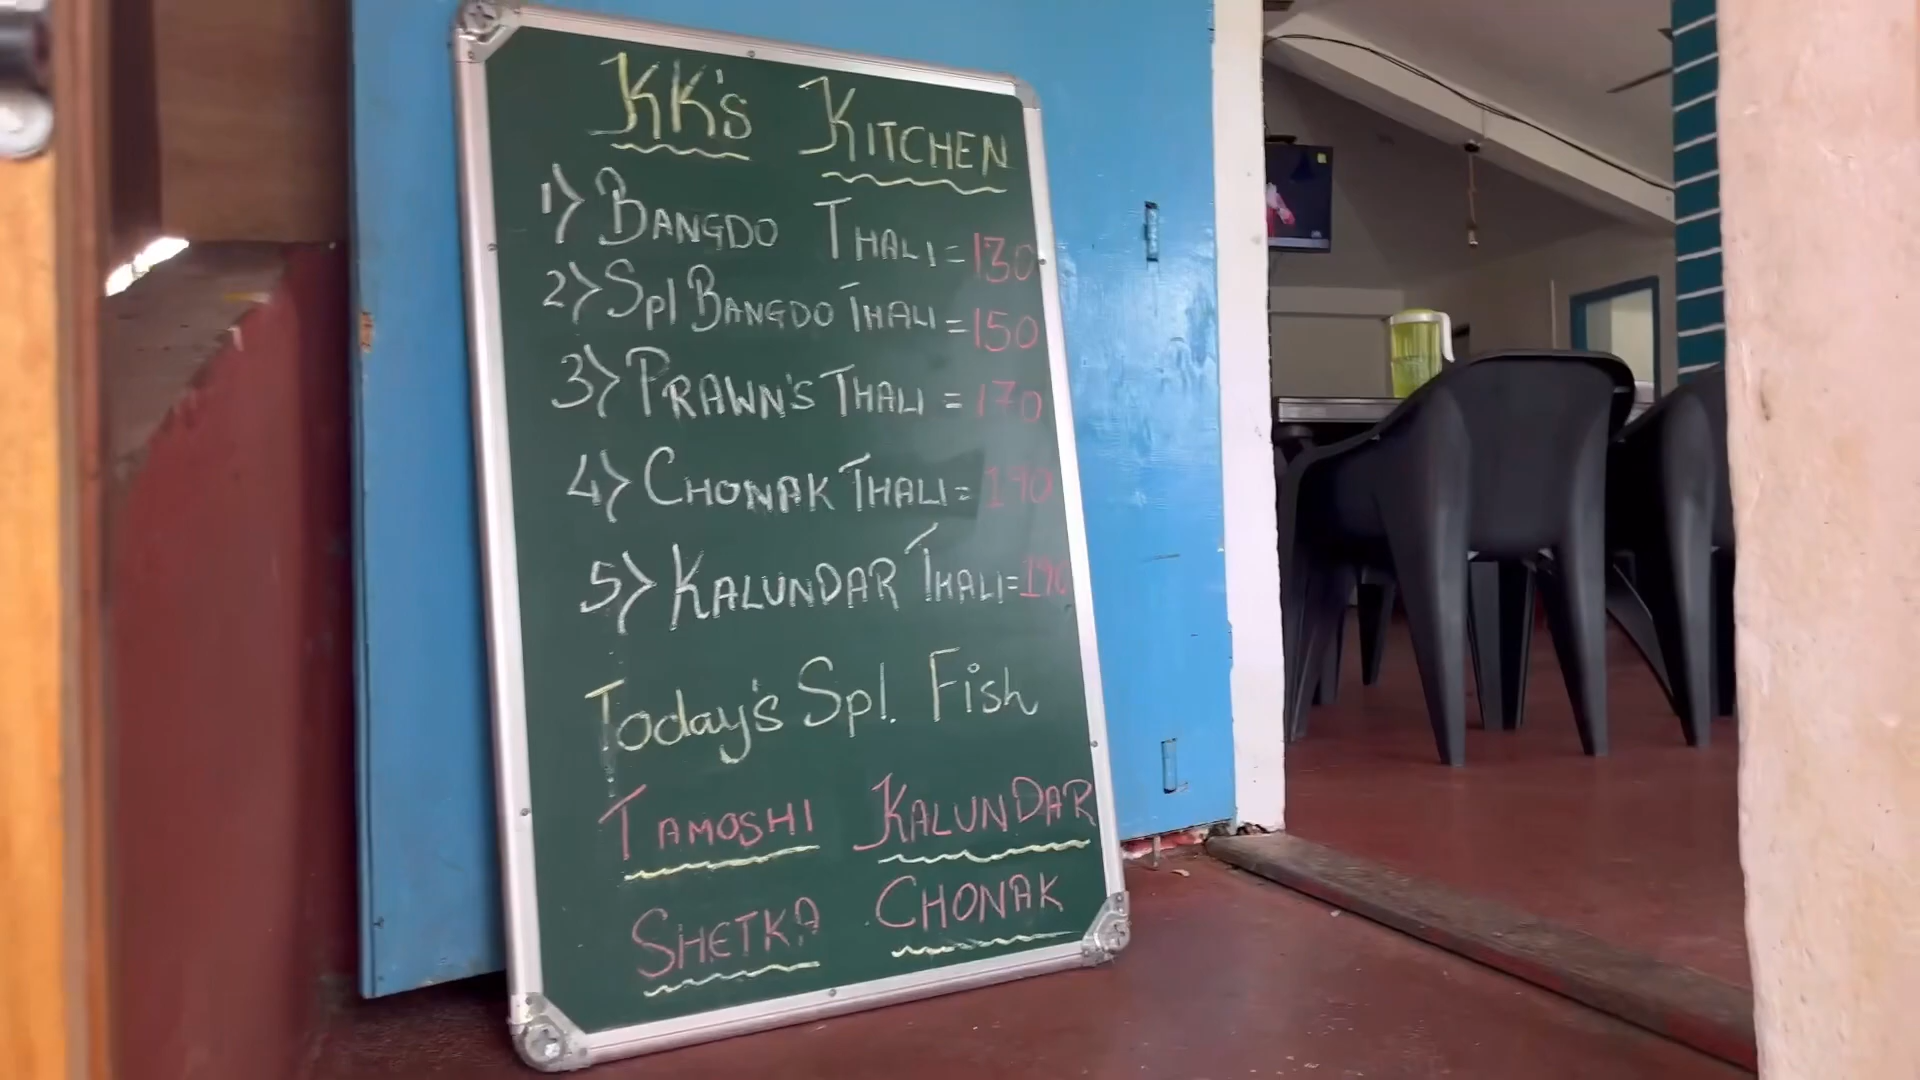 KK's KITCHEN
1) BANGDO THALI = 130
2) Spl BANGDO THALI = 150
3) PRAWN'S THALI = 170
4) CHONAK THALI = 190
5) KALUNDAR THALI = 190
Today's Spl. Fish
TAMOSHI KALUNDAR
SHETKA CHONAK